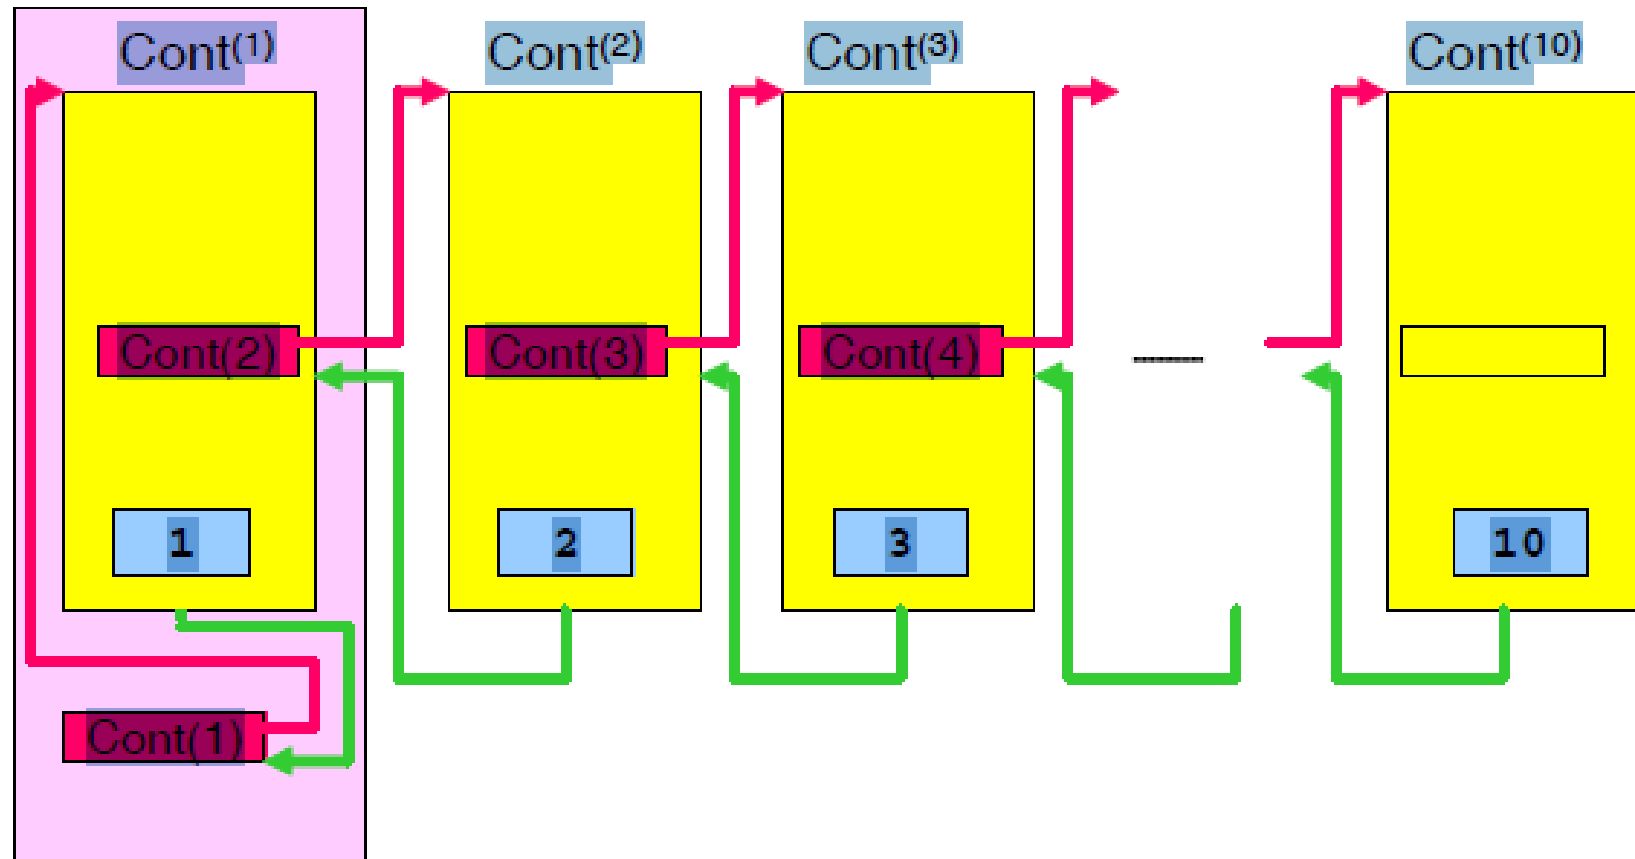 Cont⁽¹⁾ Cont⁽²⁾ Cont⁽³⁾ Cont⁽¹⁰⁾
Cont(2) Cont(3) Cont(4)
1 2 3 10
Cont(1)